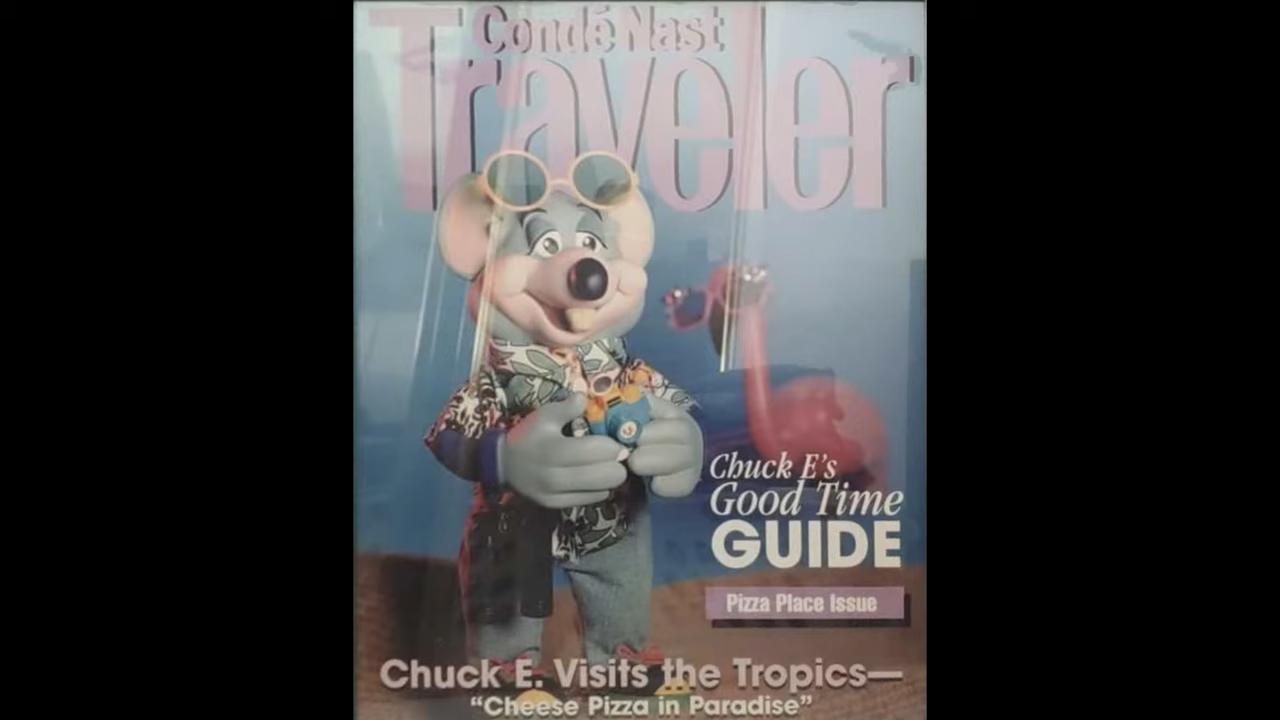 Condé Nast
Traveler
Chuck E's
Good Time
GUIDE
Pizza Place Issue
Chuck E. Visits the Tropics—
“Cheese Pizza in Paradise”